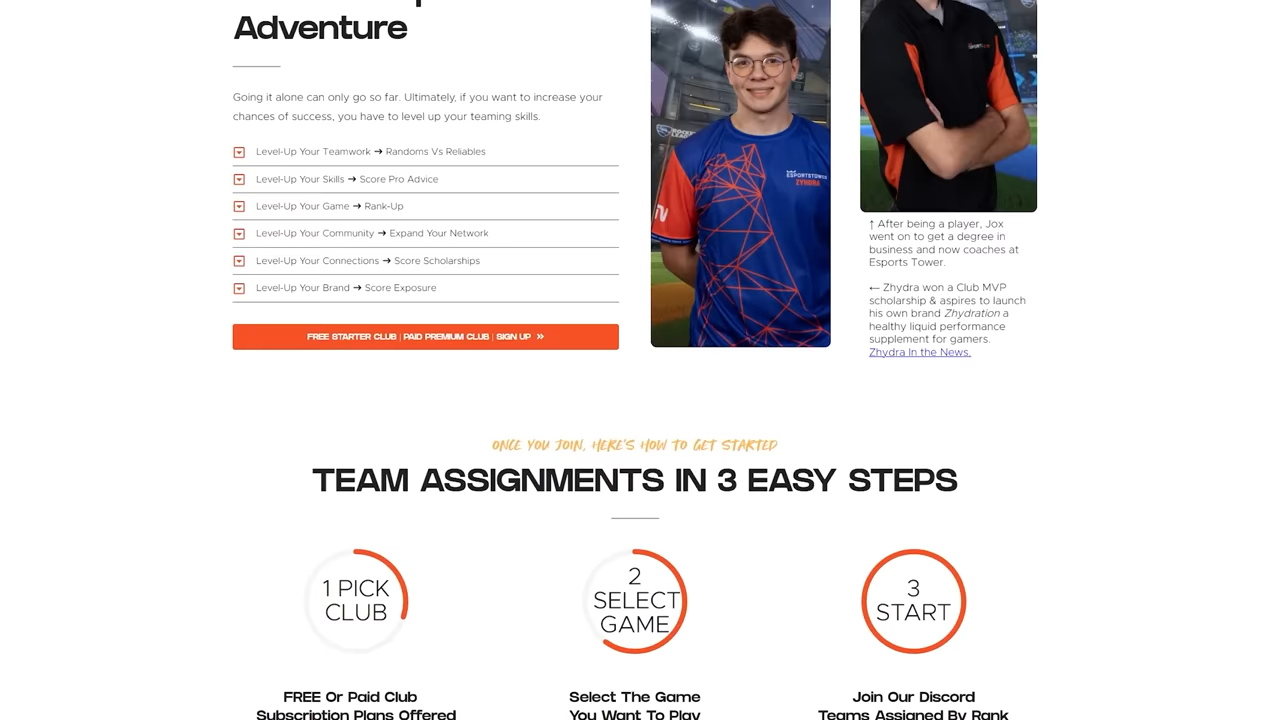 Adventure
Going it alone can only go so far. Ultimately, if you want to increase your
chances of success, you have to level up your teaming skills.
Level-Up Your Teamwork ➔ Randoms Vs Reliables
Level-Up Your Skills ➔ Score Pro Advice
Level-Up Your Game ➔ Rank-Up
Level-Up Your Community ➔ Expand Your Network
Level-Up Your Connections ➔ Score Scholarships
Level-Up Your Brand ➔ Score Exposure
FREE STARTER CLUB | PAID PREMIUM CLUB | SIGN UP »
ESPORTSTOWER
ZYHDRA
↑ After being a player, Jox
went on to get a degree in
business and now coaches at
Esports Tower.
← Zhydra won a Club MVP
scholarship & aspires to launch
his own brand Zhydration a
healthy liquid performance
supplement for gamers.
Zhydra In the News.
ONCE YOU JOIN, HERE'S HOW TO GET STARTED
TEAM ASSIGNMENTS IN 3 EASY STEPS
1 PICK
CLUB
2
SELECT
GAME
3
START
FREE Or Paid Club
Subscription Plans Offered
Select The Game
You Want To Play
Join Our Discord
Teams Assigned By Rank